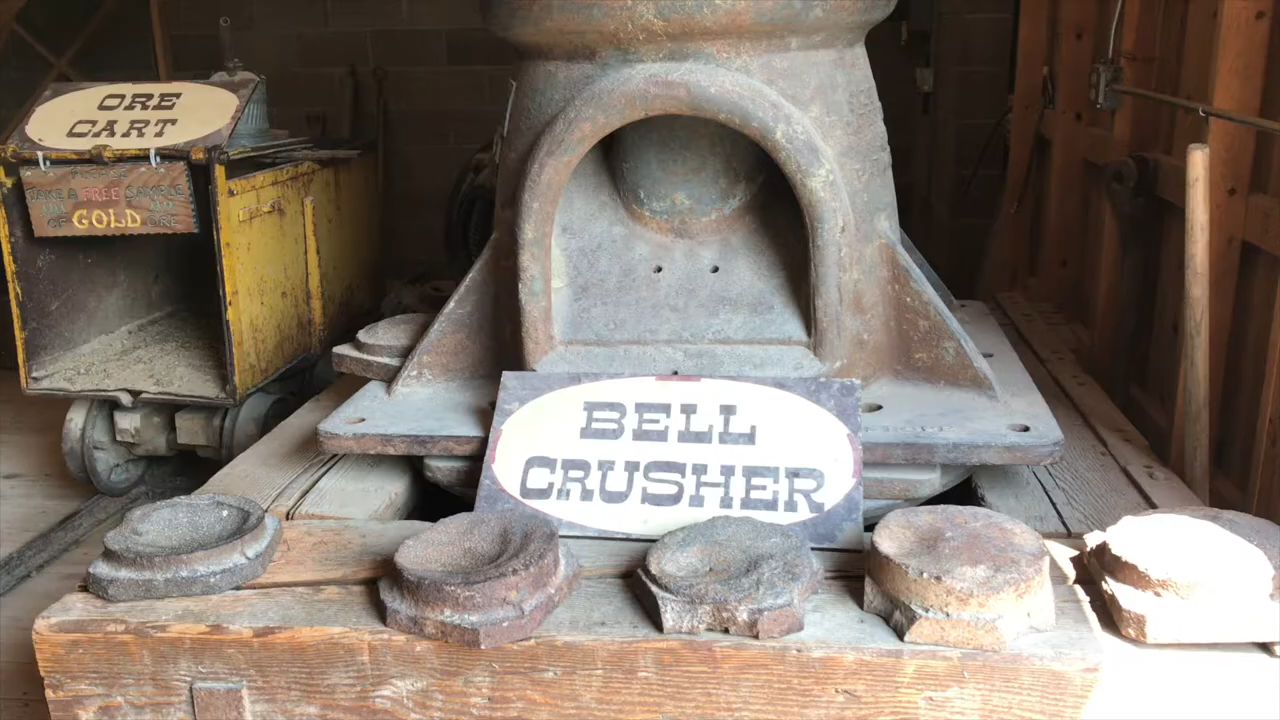 ORE
CART
PLEASE
TAKE A FREE SAMPLE
OF GOLD ORE
BELL
CRUSHER